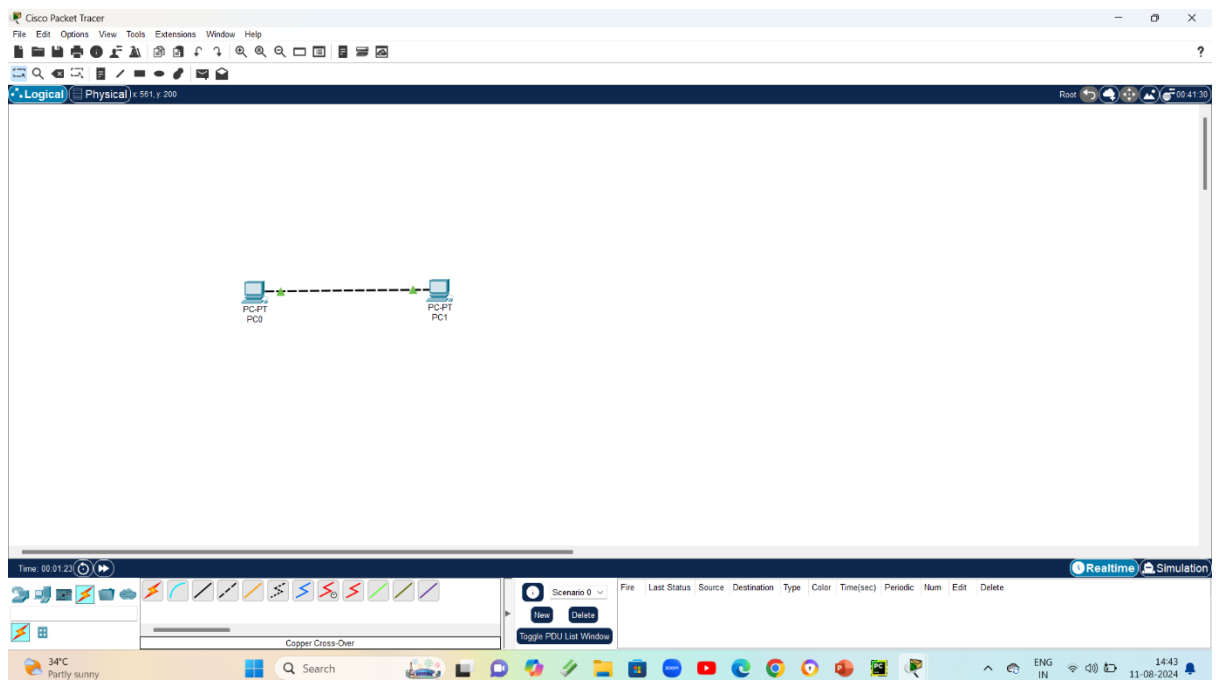 Cisco Packet Tracer
File Edit Options View Tools Extensions Window Help
?
Logical Physical x: 561, y: 200 Root 00:41:30
PC-PT
PC0
PC-PT
PC1
Time: 00:01:23 Realtime Simulation
Scenario 0 Fire Last Status Source Destination Type Color Time(sec) Periodic Num Edit Delete
New Delete
Toggle PDU List Window
Copper Cross-Over
34°C
Partly sunny
Search
zoom
ENG
IN
14:43
11-08-2024